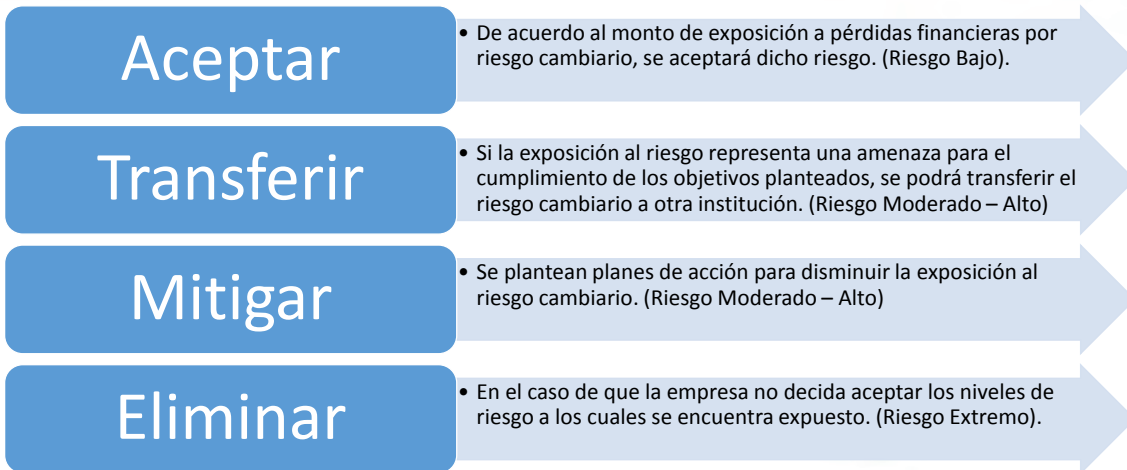 Aceptar
• De acuerdo al monto de exposición a pérdidas financieras por
riesgo cambiario, se aceptará dicho riesgo. (Riesgo Bajo).
Transferir
• Si la exposición al riesgo representa una amenaza para el
cumplimiento de los objetivos planteados, se podrá transferir el
riesgo cambiario a otra institución. (Riesgo Moderado – Alto)
Mitigar
• Se plantean planes de acción para disminuir la exposición al
riesgo cambiario. (Riesgo Moderado – Alto)
Eliminar
• En el caso de que la empresa no decida aceptar los niveles de
riesgo a los cuales se encuentra expuesto. (Riesgo Extremo).